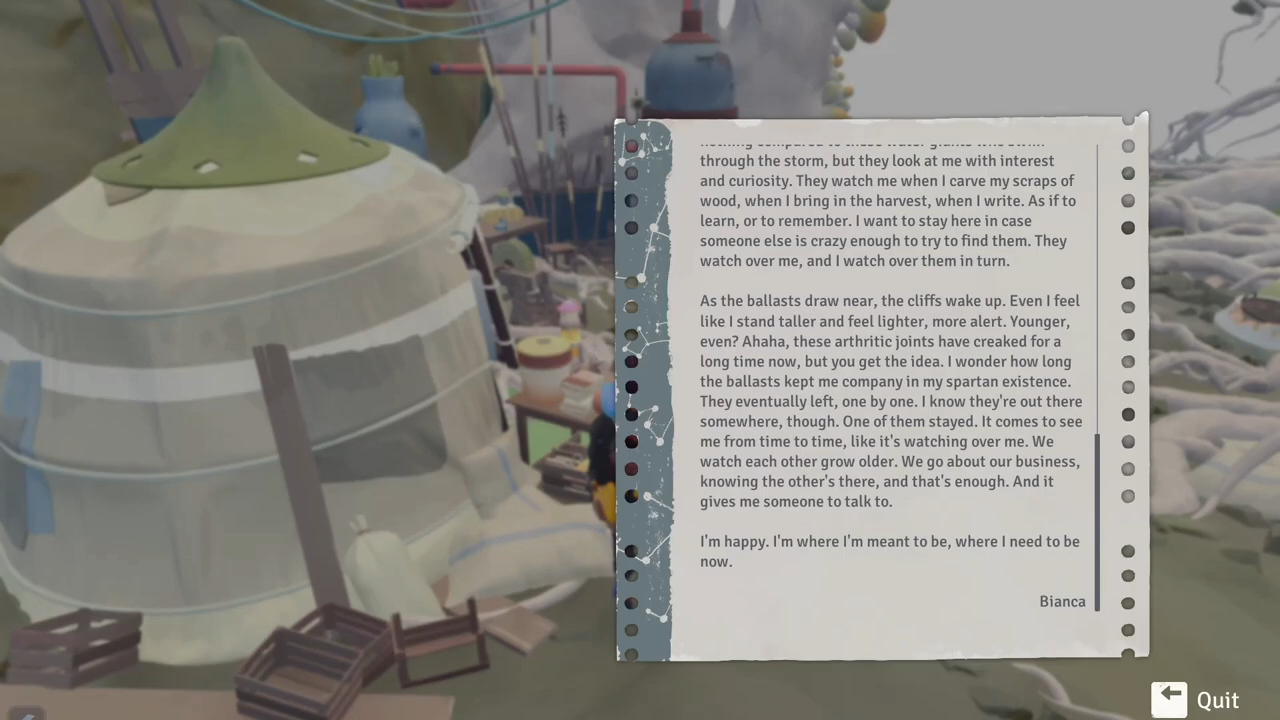 through the storm, but they look at me with interest
and curiosity. They watch me when I carve my scraps of
wood, when I bring in the harvest, when I write. As if to
learn, or to remember. I want to stay here in case
someone else is crazy enough to try to find them. They
watch over me, and I watch over them in turn.
As the ballasts draw near, the cliffs wake up. Even I feel
like I stand taller and feel lighter, more alert. Younger,
even? Ahaha, these arthritic joints have creaked for a
long time now, but you get the idea. I wonder how long
the ballasts kept me company in my spartan existence.
They eventually left, one by one. I know they're out there
somewhere, though. One of them stayed. It comes to see
me from time to time, like it's watching over me. We
watch each other grow older. We go about our business,
knowing the other's there, and that's enough. And it
gives me someone to talk to.
I'm happy. I'm where I'm meant to be, where I need to be
now.
Bianca
Quit